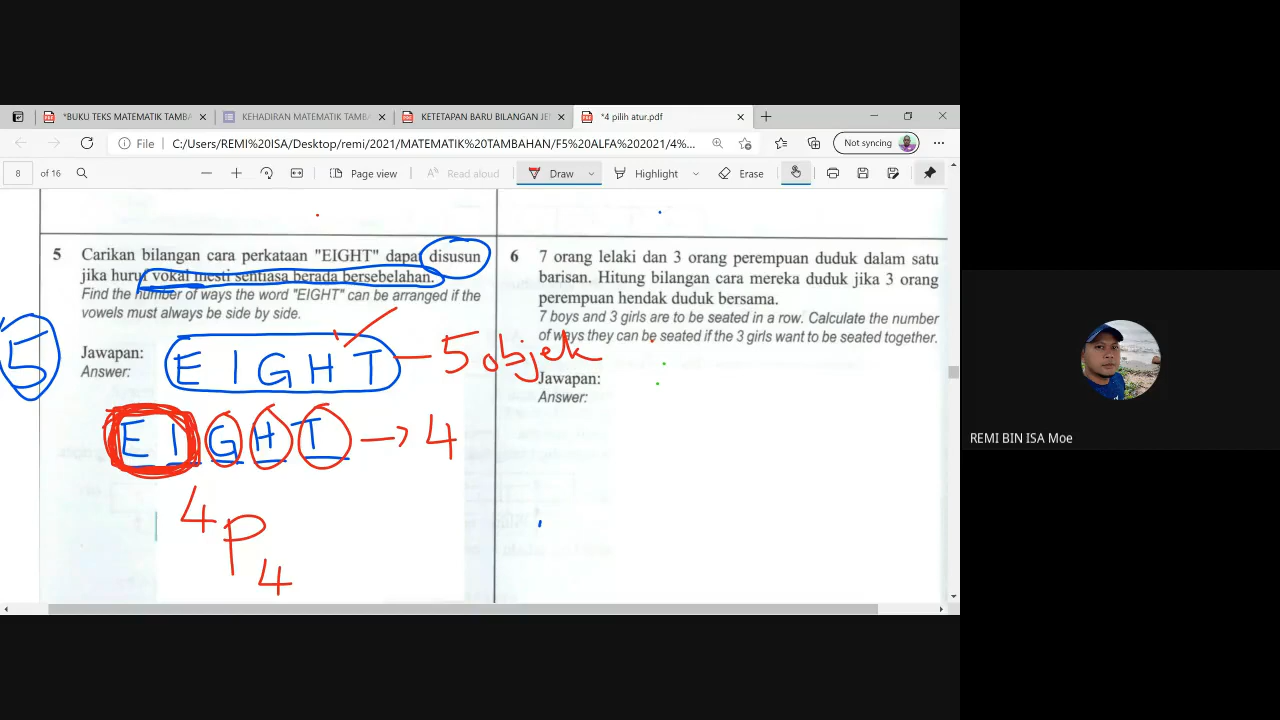 *BUKU TEKS MATEMATIK TAMBA
KEHADIRAN MATEMATIK TAMB
KETETAPAN BARU BILANGAN JE
*4 pilih atur.pdf
File
C:/Users/REMI%20ISA/Desktop/remi/2021/MATEMATIK%20TAMBAHAN/F5%20ALFA%202021/4%...
Not syncing
8 of 16
Page view
Read aloud
Draw
Highlight
Erase
5 Carikan bilangan cara perkataan "EIGHT" dapat disusun
jika huruf vokal mesti sentiasa berada bersebelahan.
Find the number of ways the word "EIGHT" can be arranged if the
vowels must always be side by side.
5
Jawapan:
Answer:
E I G H T — 5 objek
E I G H T → 4
4
P
4
6 7 orang lelaki dan 3 orang perempuan duduk dalam satu
barisan. Hitung bilangan cara mereka duduk jika 3 orang
perempuan hendak duduk bersama.
7 boys and 3 girls are to be seated in a row. Calculate the number
of ways they can be seated if the 3 girls want to be seated together.
Jawapan:
Answer:
REMI BIN ISA Moe